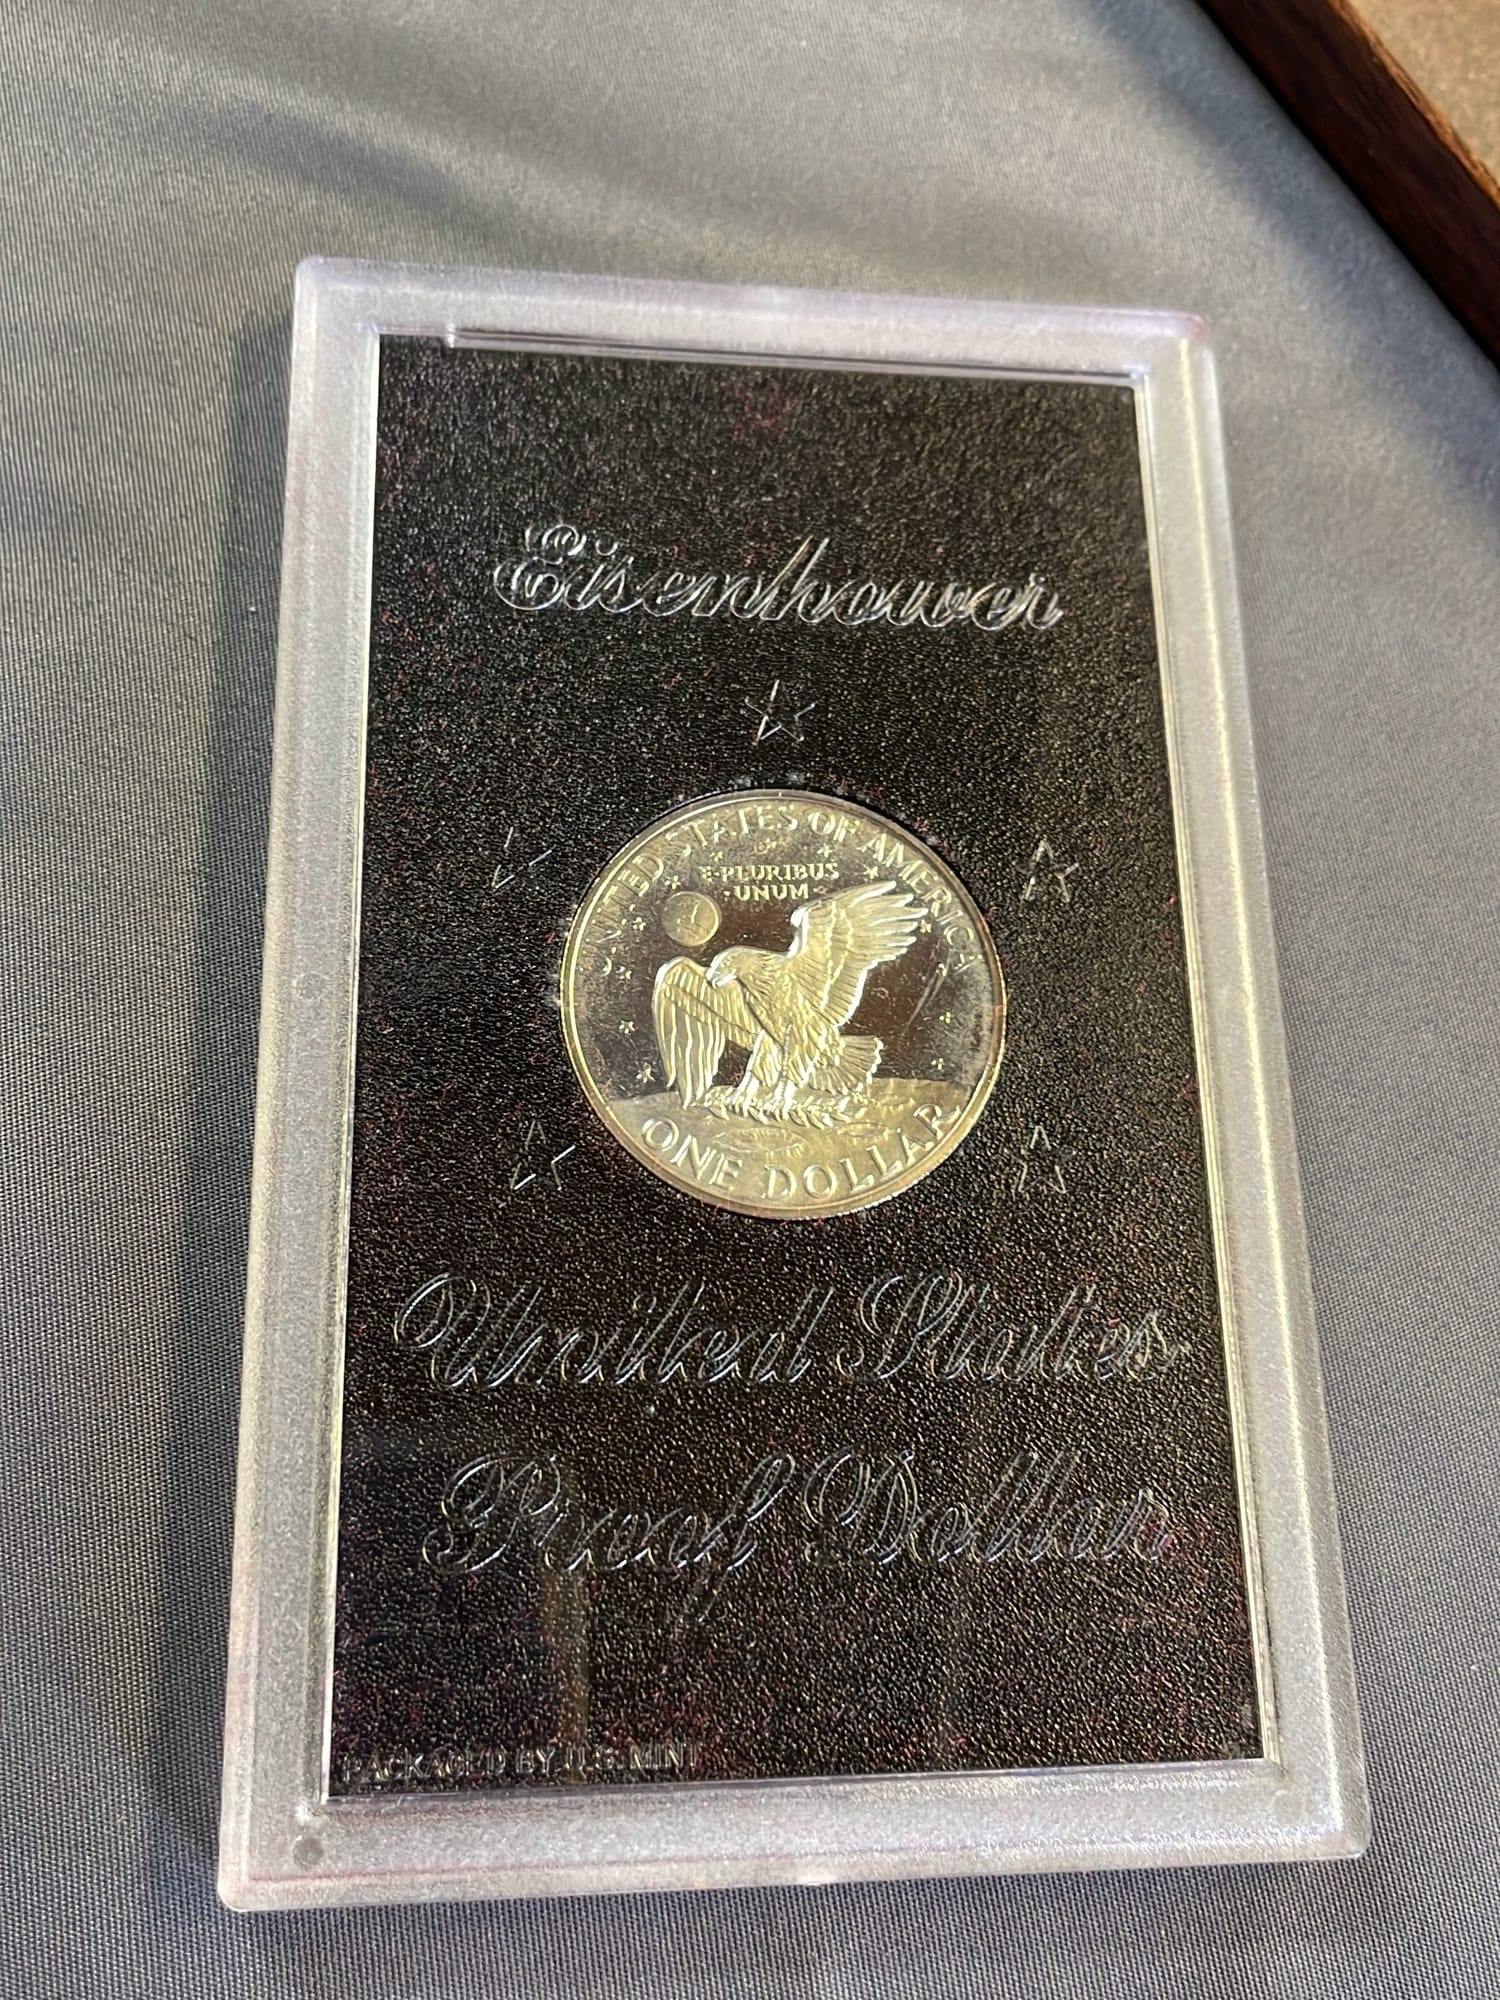 Eisenhower
UNITED STATES OF AMERICA
E·PLURIBUS
·UNUM·
ONE DOLLAR
United States
Proof Dollar
PACKAGED BY U.S. MINT